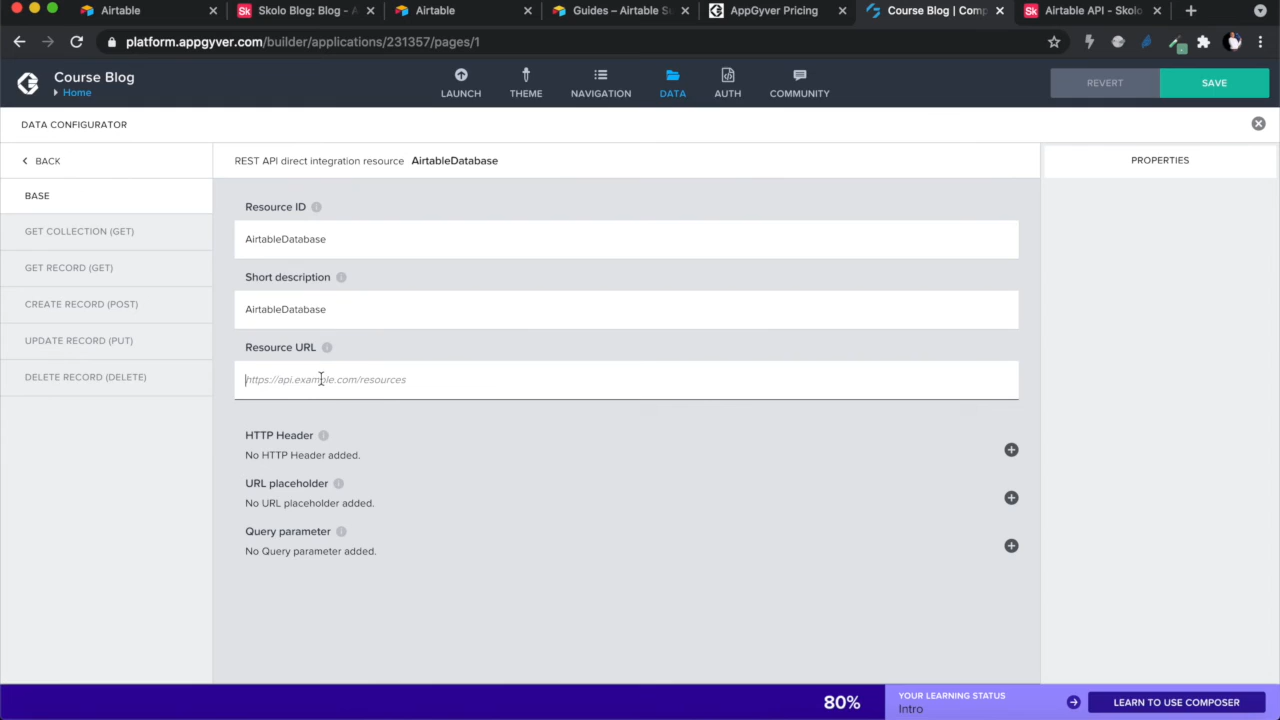 Airtable
Skolo Blog: Blog - A
Airtable
Guides – Airtable Su
AppGyver Pricing
Course Blog | Comp
Airtable API - Skolo
platform.appgyver.com/builder/applications/231357/pages/1
Course Blog
Home
LAUNCH
THEME
NAVIGATION
DATA
AUTH
COMMUNITY
REVERT
SAVE
DATA CONFIGURATOR
BACK
REST API direct integration resource AirtableDatabase
PROPERTIES
BASE
GET COLLECTION (GET)
GET RECORD (GET)
CREATE RECORD (POST)
UPDATE RECORD (PUT)
DELETE RECORD (DELETE)
Resource ID
AirtableDatabase
Short description
AirtableDatabase
Resource URL
https://api.example.com/resources
HTTP Header
No HTTP Header added.
URL placeholder
No URL placeholder added.
Query parameter
No Query parameter added.
80%
YOUR LEARNING STATUS
Intro
LEARN TO USE COMPOSER